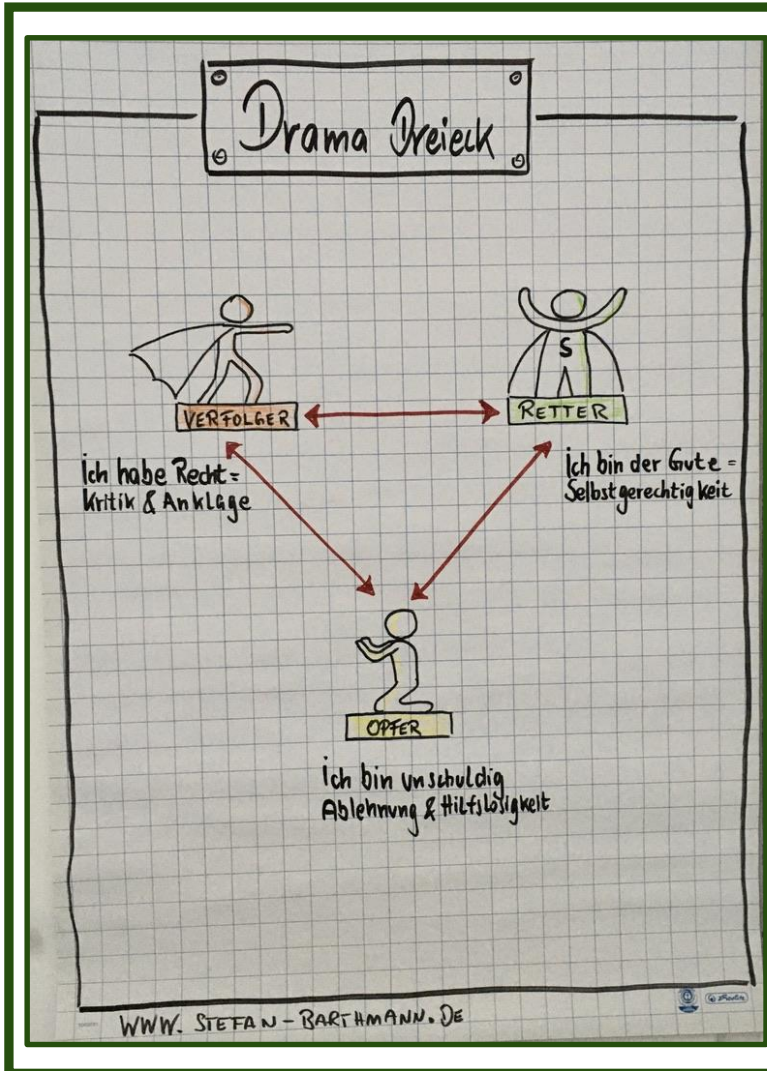 Drama Dreieck
VERFOLGER
RETTER
ich habe Recht =
Kritik & Anklage
ich bin der Gute =
Selbstgerechtigkeit
OPFER
ich bin unschuldig
Ablehnung & Hilfslosigkeit
WWW. STEFAN-BARTHMANN.DE